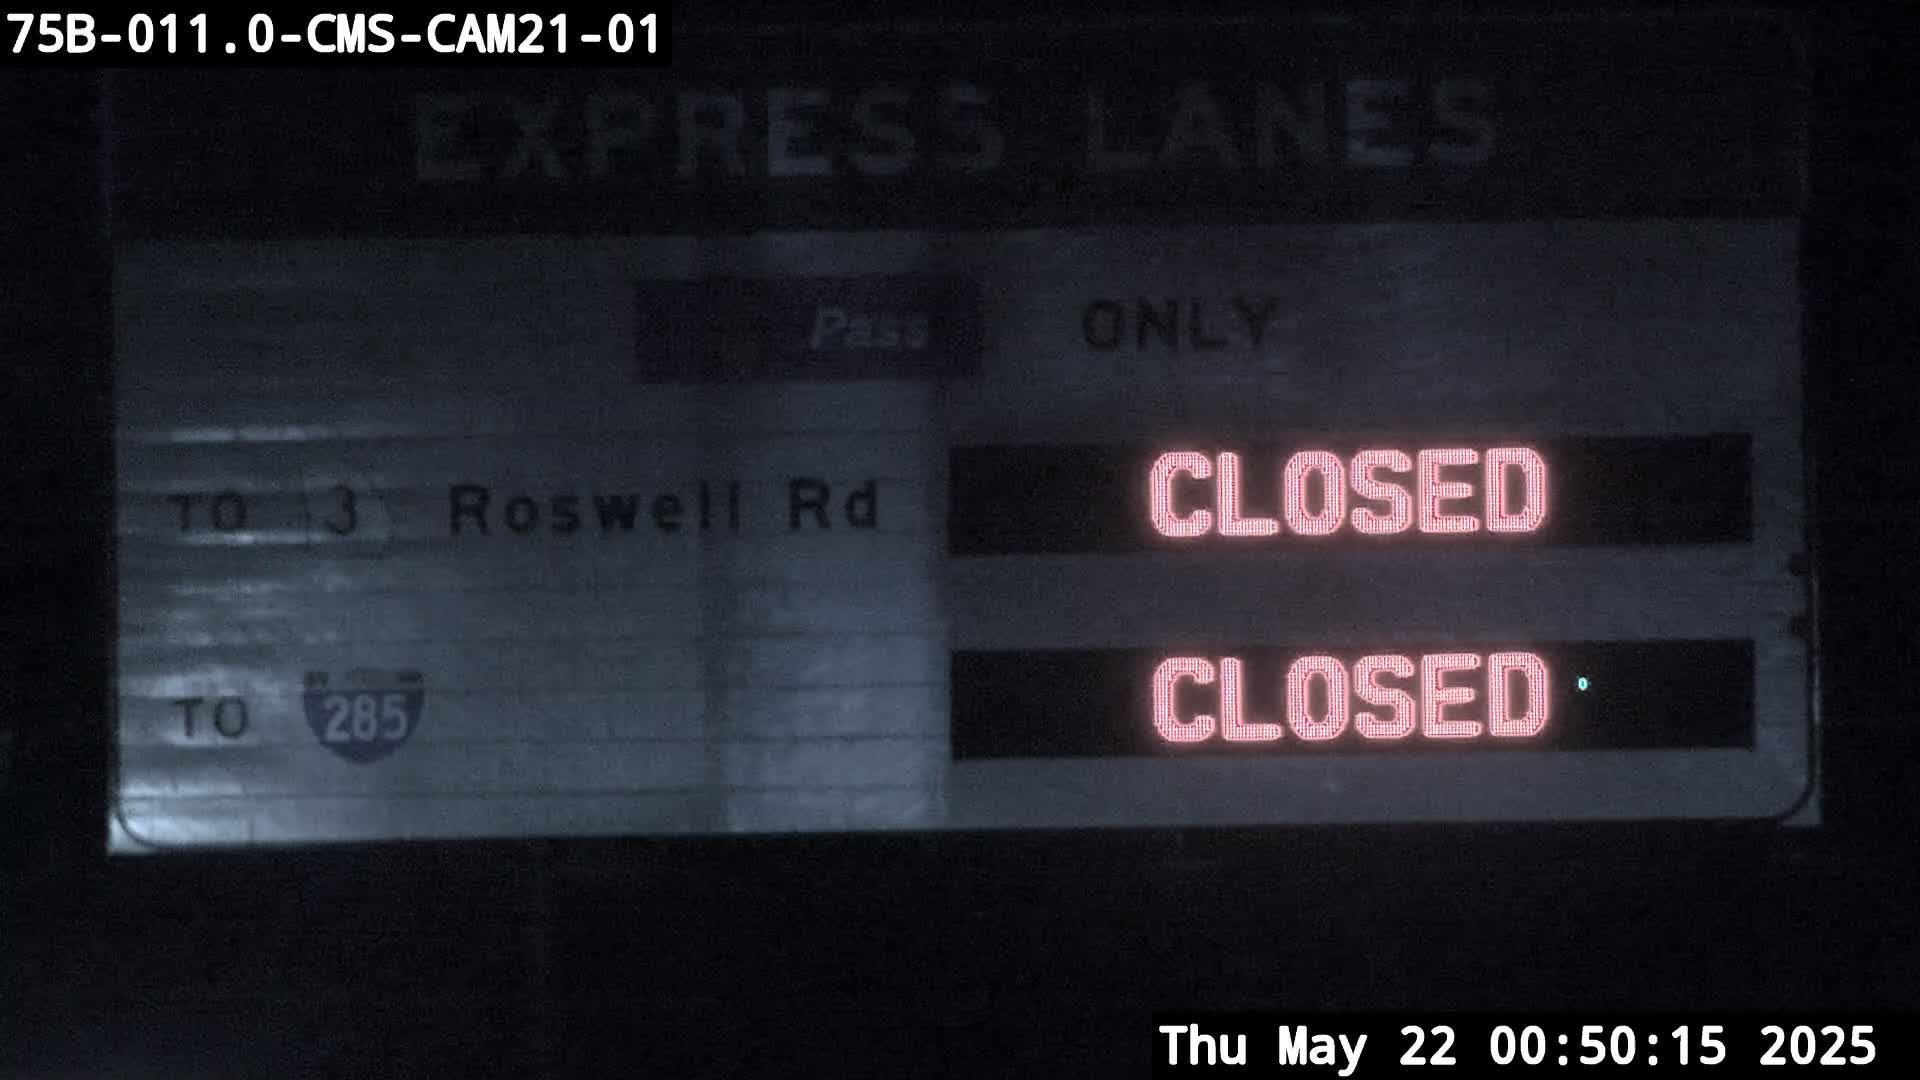 75B-011.0-CMS-CAM21-01
EXPRESS LANES
Pass ONLY
TO 3 Roswell Rd CLOSED
TO 285 CLOSED
Thu May 22 00:50:15 2025